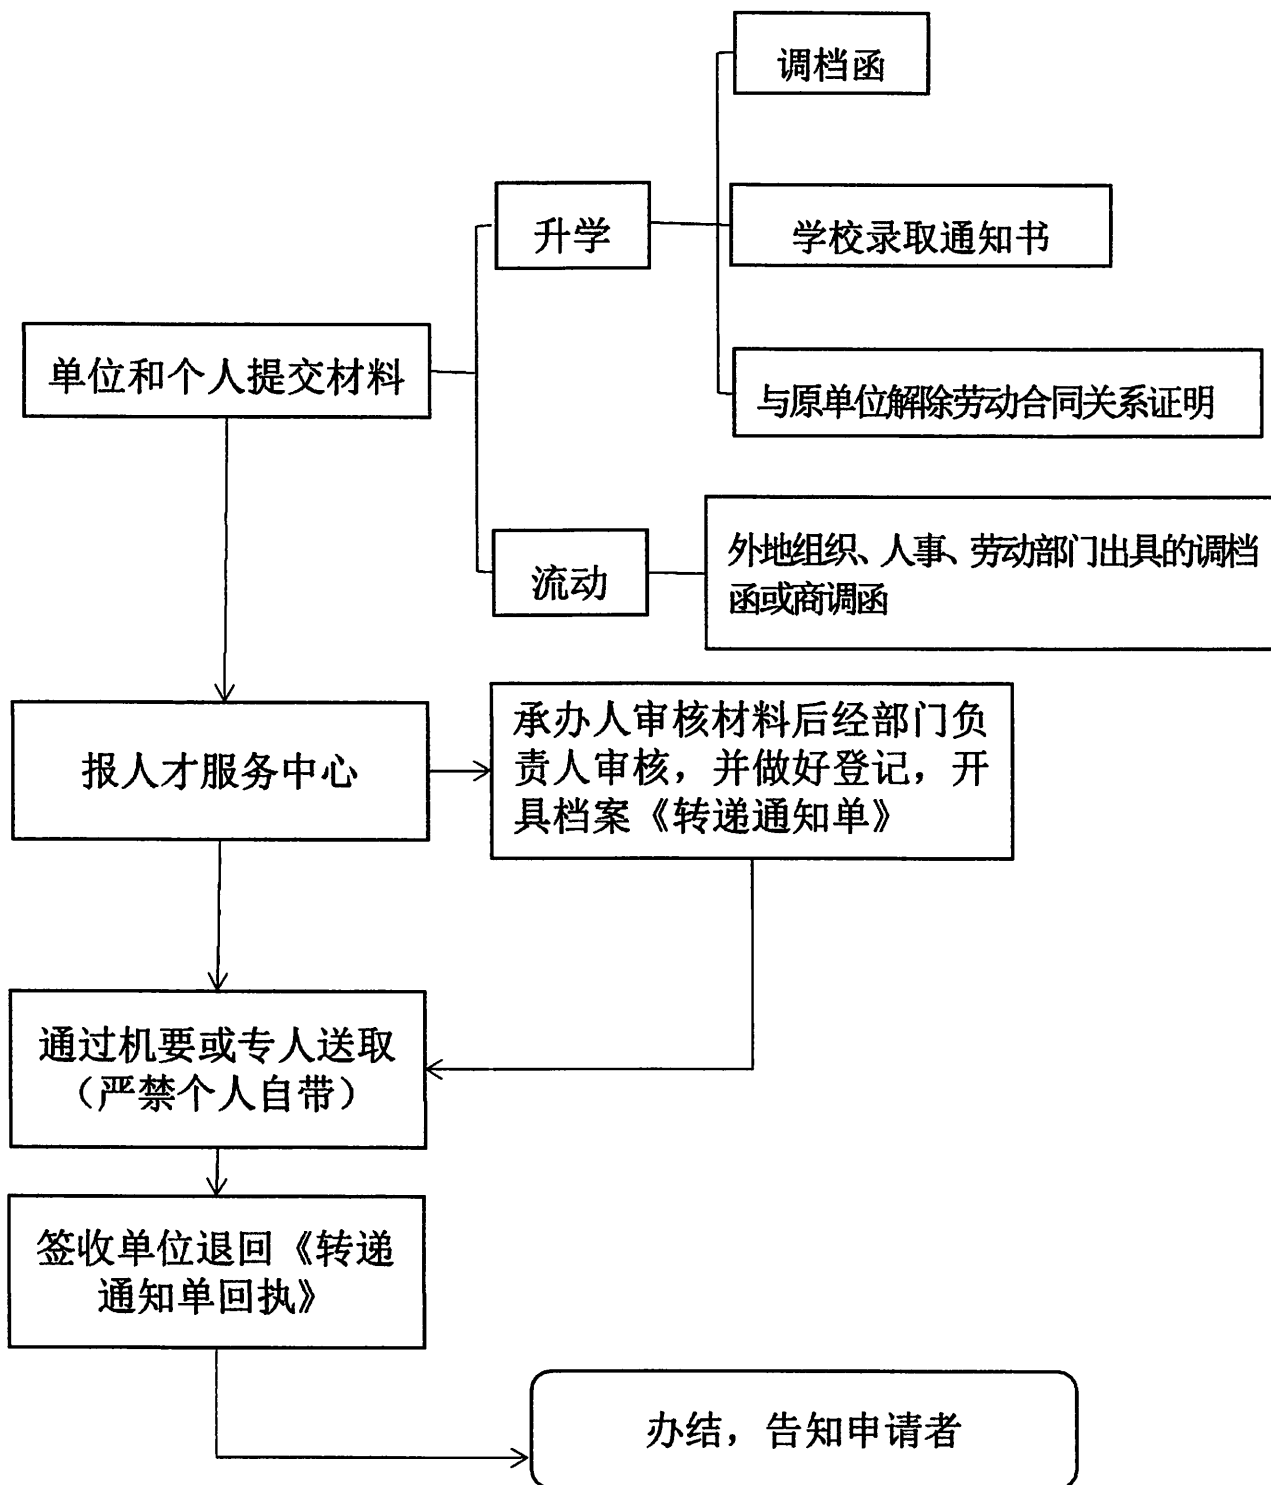 调档函
升学
学校录取通知书
单位和个人提交材料
与原单位解除劳动合同关系证明
流动
外地组织、人事、劳动部门出具的调档
函或商调函
报人才服务中心
承办人审核材料后经部门负
责人审核，并做好登记，开
具档案《转递通知单》
通过机要或专人送取
（严禁个人自带）
签收单位退回《转递
通知单回执》
办结，告知申请者